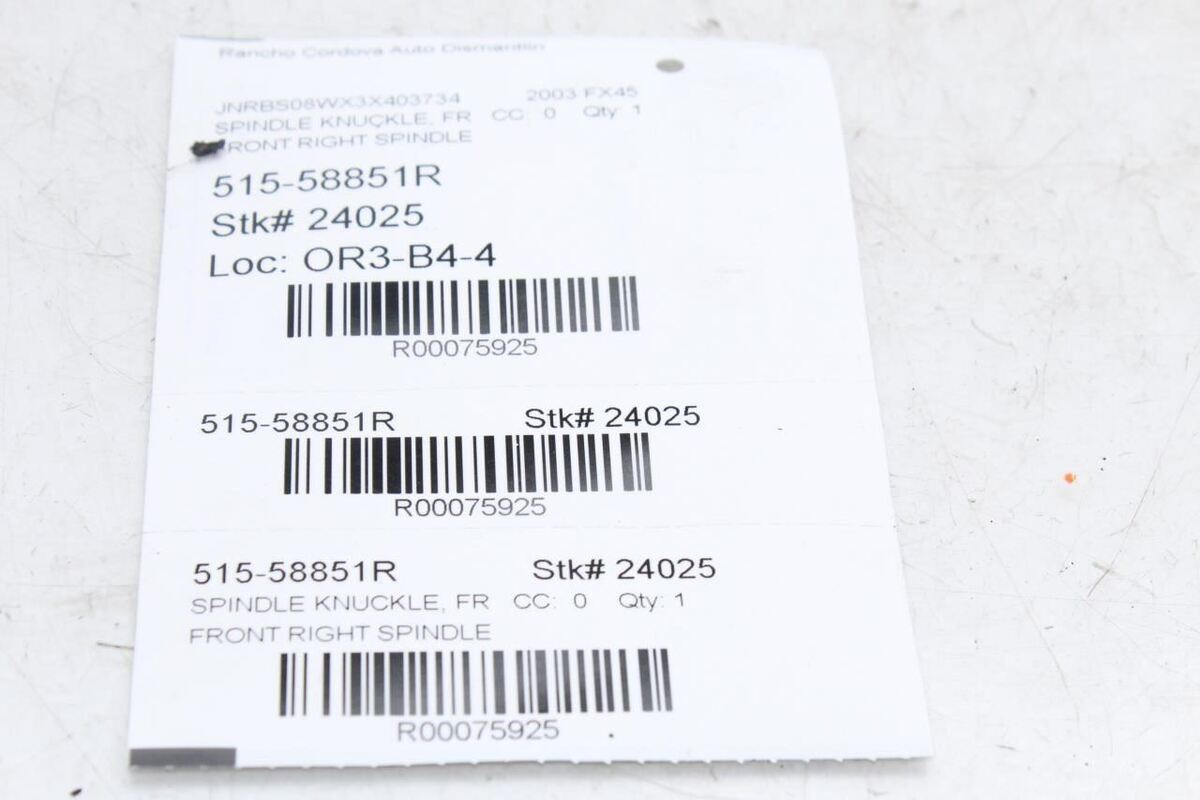 Rancho Cordova Auto Dismantlin
JNRBS08WX3X403734 2003 FX45
SPINDLE KNUCKLE, FR CC: 0 Qty: 1
FRONT RIGHT SPINDLE
515-58851R
Stk# 24025
Loc: OR3-B4-4
R00075925
515-58851R Stk# 24025
R00075925
515-58851R Stk# 24025
SPINDLE KNUCKLE, FR CC: 0 Qty: 1
FRONT RIGHT SPINDLE
R00075925